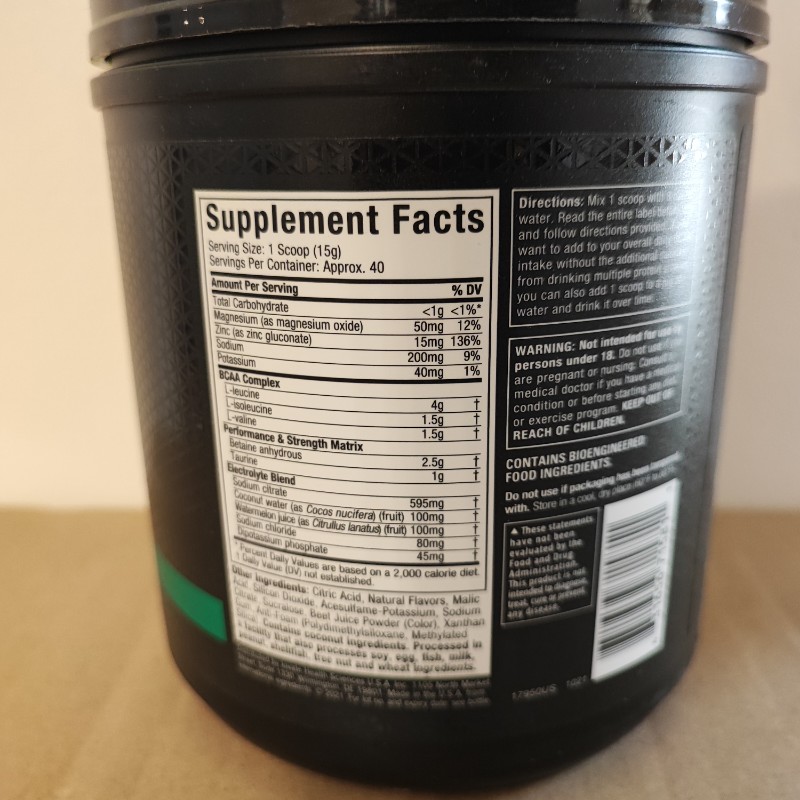 Supplement Facts
Serving Size: 1 Scoop (15g)
Servings Per Container: Approx. 40
Amount Per Serving % DV
Total Carbohydrate <1g <1%*
Magnesium (as magnesium oxide) 50mg 12%
Zinc (as zinc gluconate) 15mg 136%
Sodium 200mg 9%
Potassium 40mg 1%
BCAA Complex
L-leucine 4g †
L-isoleucine 1.5g †
L-valine 1.5g †
Performance & Strength Matrix
Betaine anhydrous 2.5g †
Taurine 1g †
Electrolyte Blend
Sodium citrate 595mg †
Coconut water (as Cocos nucifera) (fruit) 100mg †
Watermelon juice (as Citrullus lanatus) (fruit) 100mg †
Sodium chloride 80mg †
Dipotassium phosphate 45mg †
*Percent Daily Values are based on a 2,000 calorie diet.
† Daily Value (DV) not established.
Other Ingredients: Citric Acid, Natural Flavors, Malic
Acid, Silicon Dioxide, Acesulfame-Potassium, Sodium
Citrate, Sucralose, Beet Juice Powder (Color), Xanthan
Gum, Anti-Foam (Polydimethylsiloxane, Methylated
Contains coconut ingredients. Processed in
a facility that also processes soy, egg, fish, milk,
peanut, shellfish, tree nut and wheat ingredients.
Directions: Mix 1 scoop with
water. Read the entire label
and follow directions provided.
want to add to your overall
intake without the additional
from drinking multiple protein
you can also add 1 scoop to
water and drink it over time.
WARNING: Not intended for use
persons under 18. Do not use if
are pregnant or nursing. Consult a
medical doctor if you have a
condition or before starting any
or exercise program. KEEP OUT OF
REACH OF CHILDREN.
CONTAINS BIOENGINEERED
FOOD INGREDIENTS.
Do not use if packaging has been
with. Store in a cool, dry place
▲ These statements
have not been
evaluated by the
Food and Drug
Administration.
This product is not
intended to diagnose,
treat, cure or prevent
any disease.